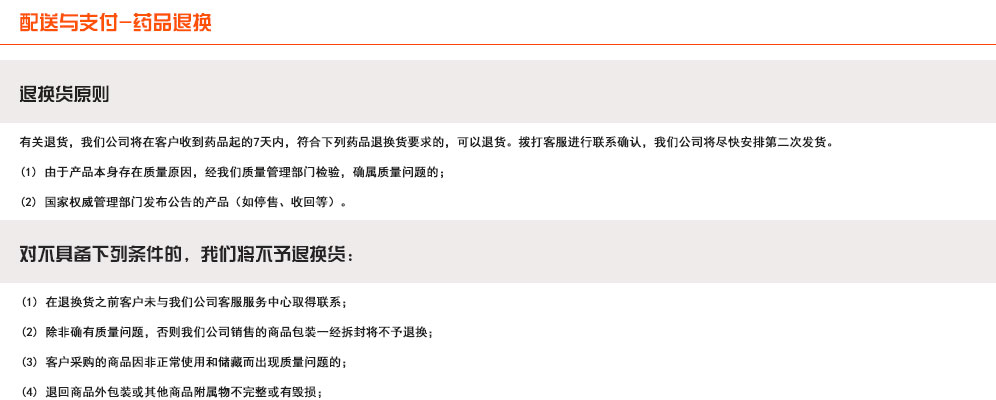 配送与支付-药品退换
退换货原则
有关退货，我们公司将在客户收到药品起的7天内，符合下列药品退换货要求的，可以退货。拨打客服进行联系确认，我们公司将尽快安排第二次发货。
(1) 由于产品本身存在质量原因，经我们质量管理部门检验，确属质量问题的；
(2) 国家权威管理部门发布公告的产品（如停售、收回等）。
对不具备下列条件的，我们将不予退换货：
(1) 在退换货之前客户未与我们公司客服服务中心取得联系；
(2) 除非确有质量问题，否则我们公司销售的商品包装一经拆封将不予退换；
(3) 客户采购的商品因非正常使用和储藏而出现质量问题的；
(4) 退回商品外包装或其他商品附属物不完整或有毁损；